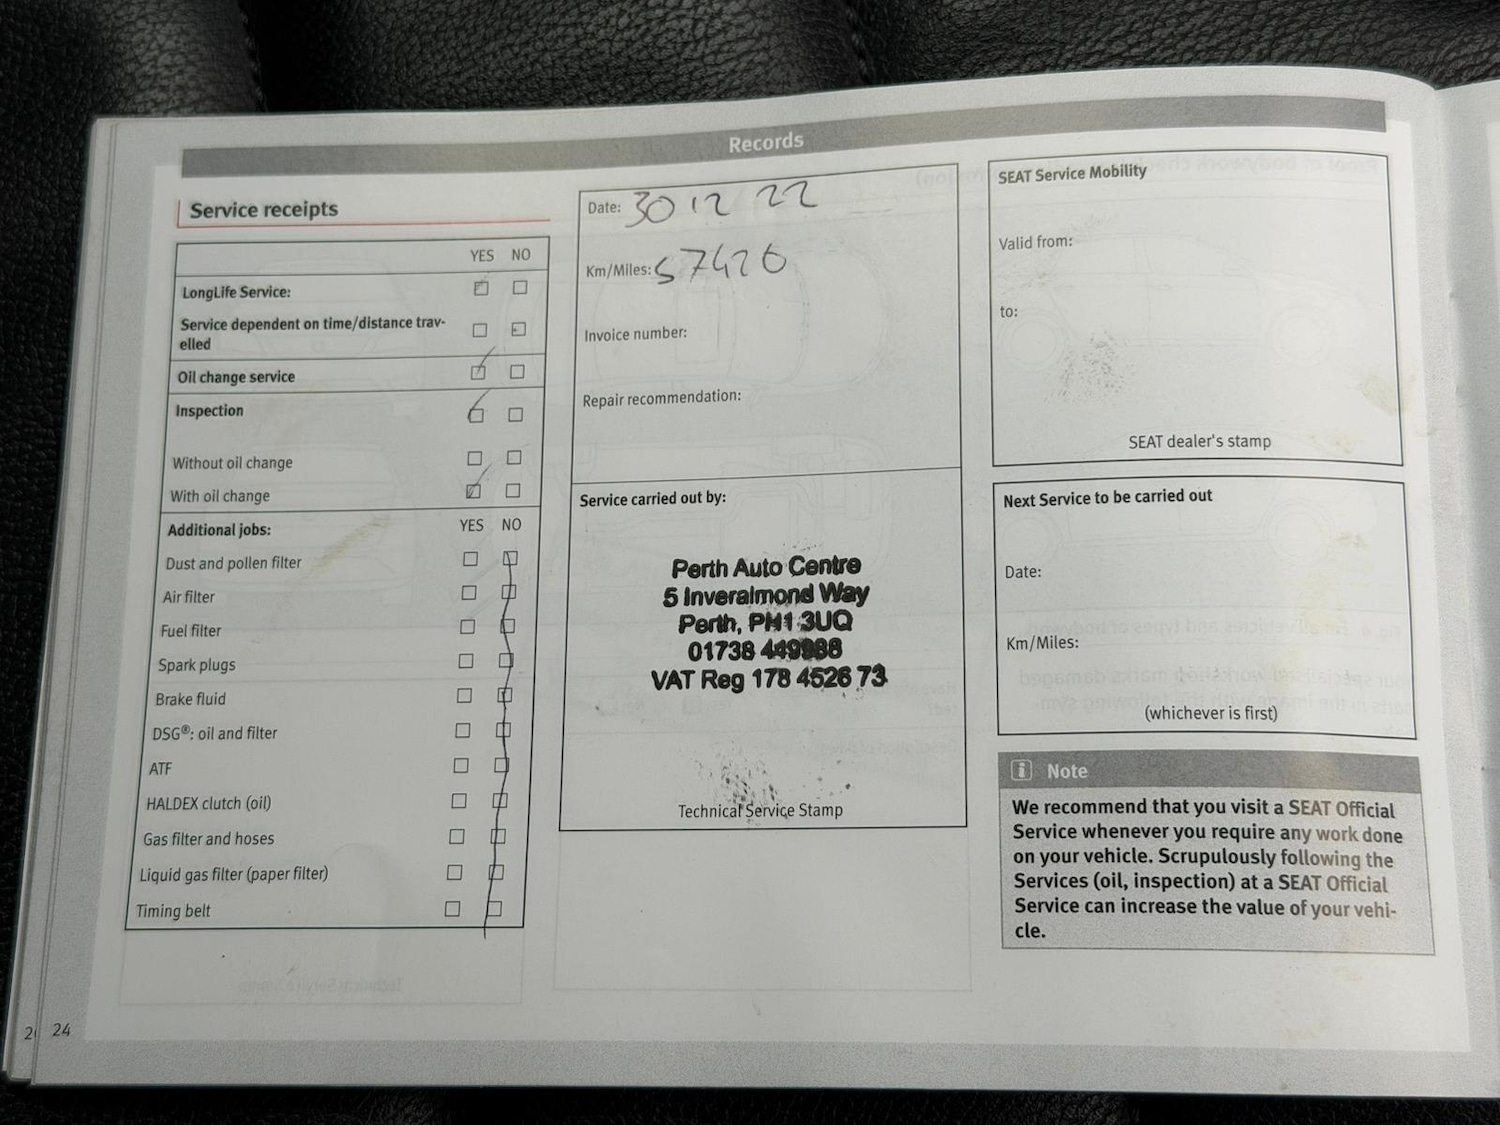 Records
Service receipts
YES NO
LongLife Service:
Service dependent on time/distance trav-
elled
Oil change service
Inspection
Without oil change
With oil change
Additional jobs: YES NO
Dust and pollen filter
Air filter
Fuel filter
Spark plugs
Brake fluid
DSG®: oil and filter
ATF
HALDEX clutch (oil)
Gas filter and hoses
Liquid gas filter (paper filter)
Timing belt
Date: 30 12 22
Km/Miles: 57426
Invoice number:
Repair recommendation:
Service carried out by:
Perth Auto Centre
5 Inveralmond Way
Perth, PH1 3UQ
01738 449988
VAT Reg 178 4526 73
Technical Service Stamp
SEAT Service Mobility
Valid from:
to:
SEAT dealer's stamp
Next Service to be carried out
Date:
Km/Miles:
(whichever is first)
i Note
We recommend that you visit a SEAT Official
Service whenever you require any work done
on your vehicle. Scrupulously following the
Services (oil, inspection) at a SEAT Official
Service can increase the value of your vehi-
cle.
24